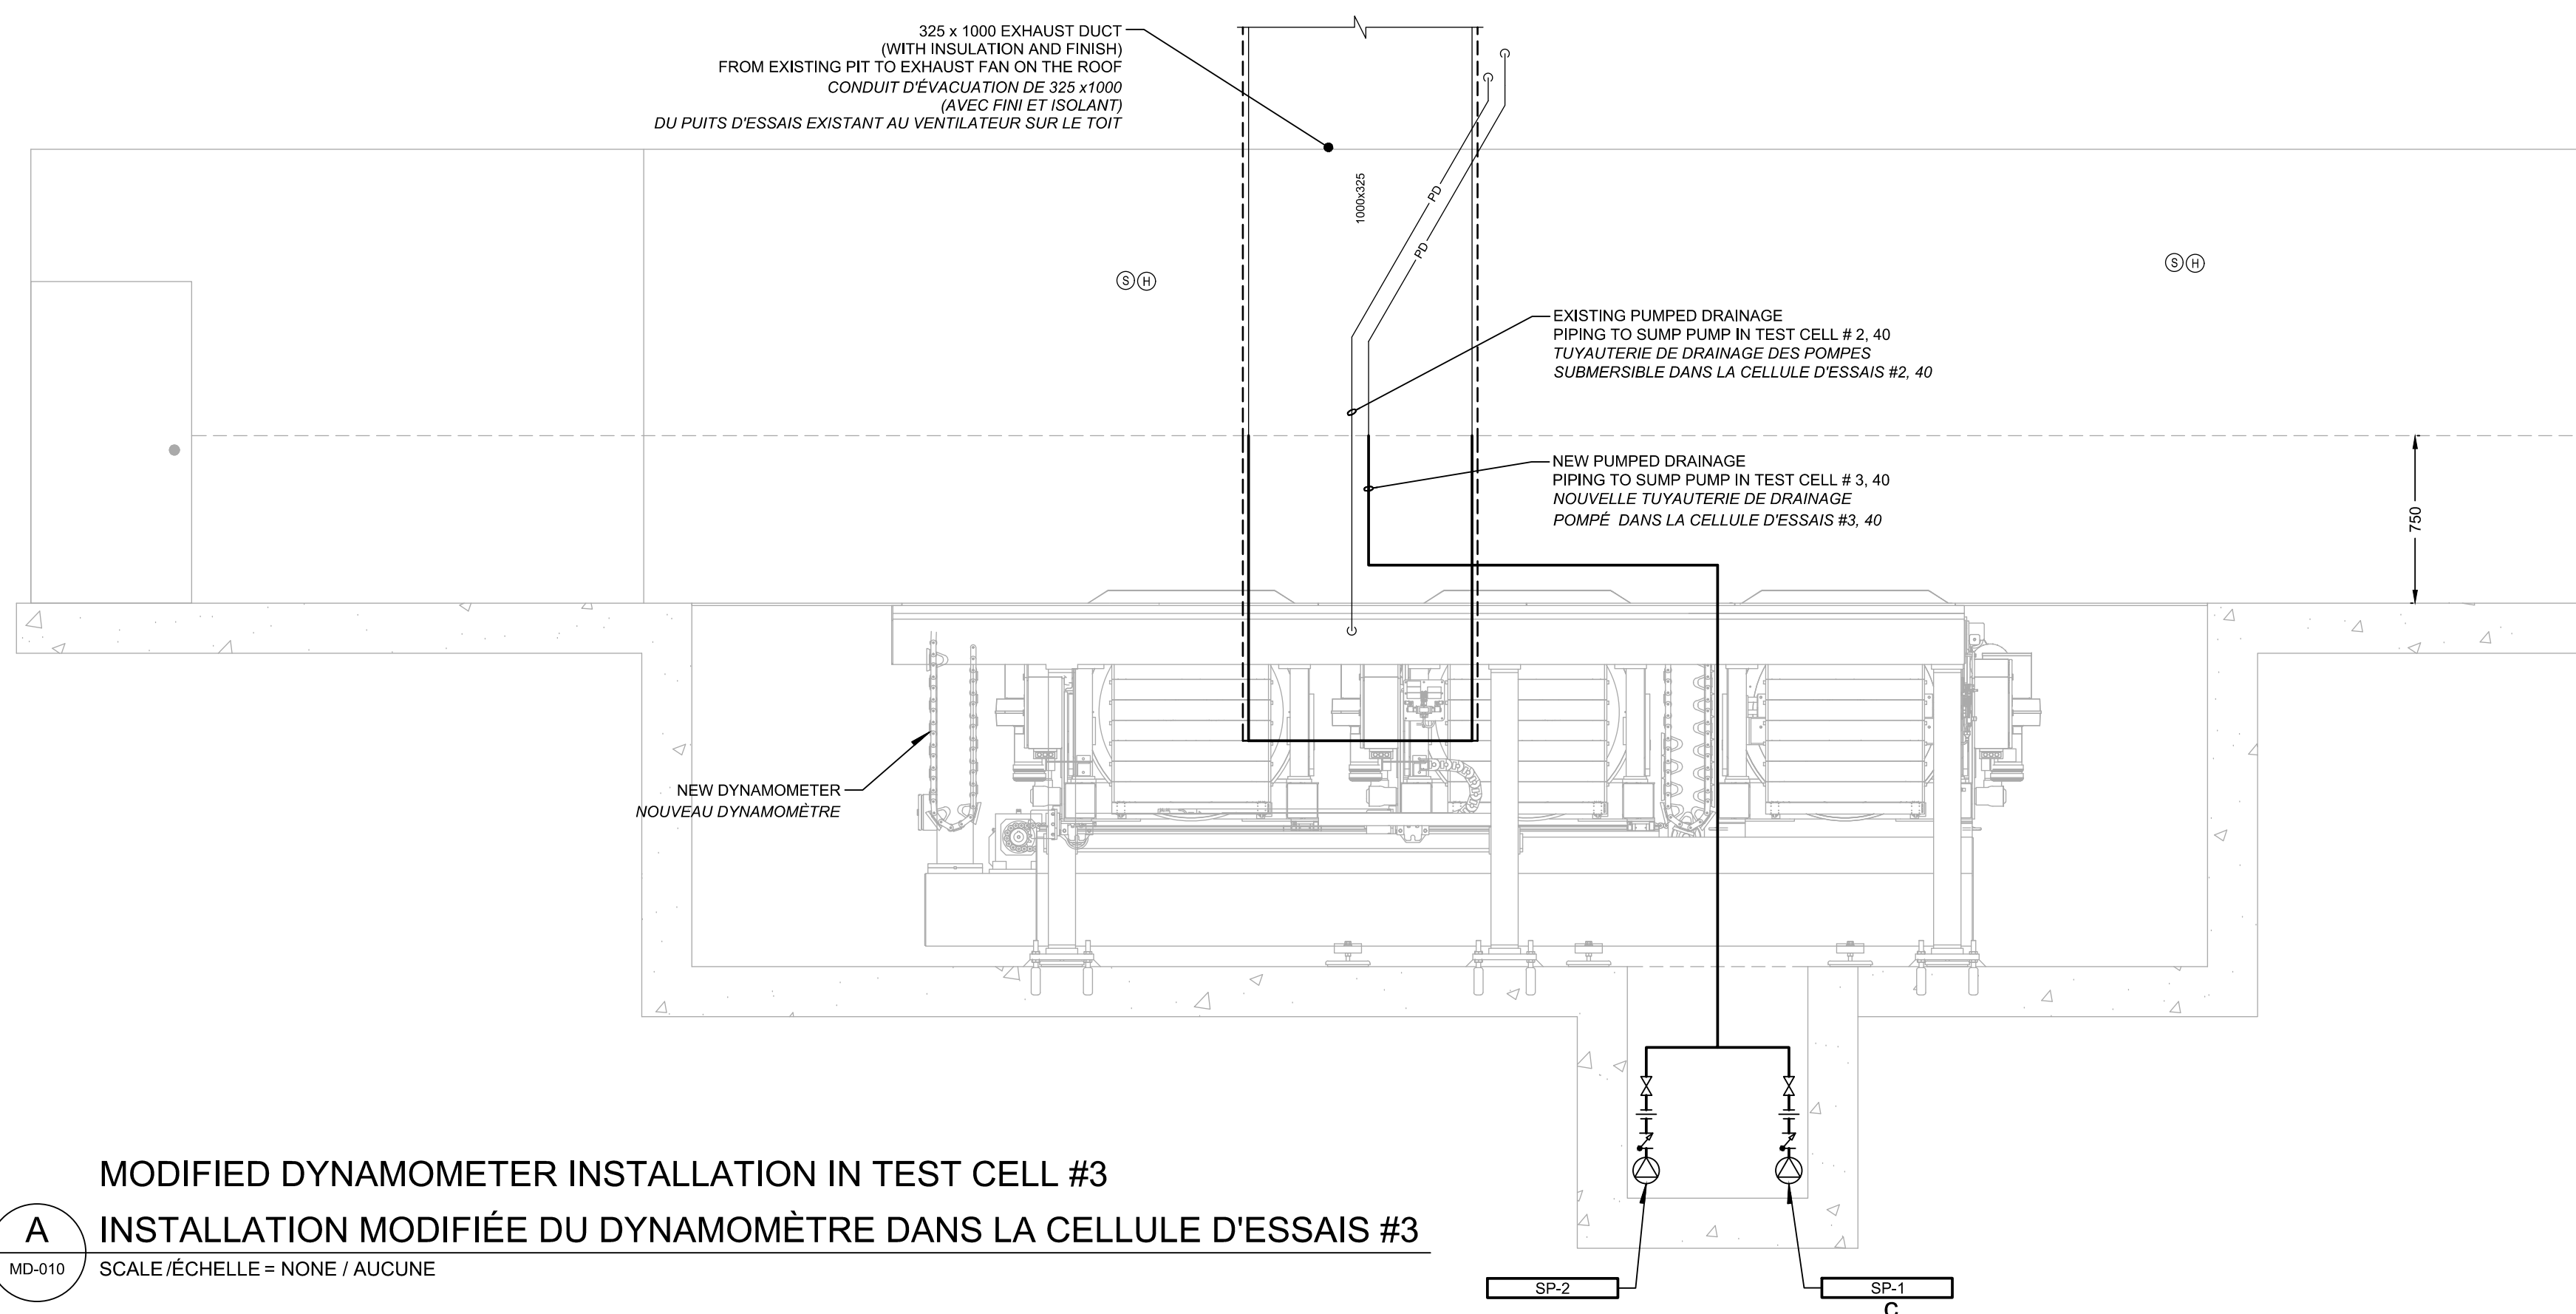 325 x 1000 EXHAUST DUCT
(WITH INSULATION AND FINISH)
FROM EXISTING PIT TO EXHAUST FAN ON THE ROOF
CONDUIT D'ÉVACUATION DE 325 x1000
(AVEC FINI ET ISOLANT)
DU PUITS D'ESSAIS EXISTANT AU VENTILATEUR SUR LE TOIT
1000x325
PD
PD
S H
S H
EXISTING PUMPED DRAINAGE
PIPING TO SUMP PUMP IN TEST CELL # 2, 40
TUYAUTERIE DE DRAINAGE DES POMPES
SUBMERSIBLE DANS LA CELLULE D'ESSAIS #2, 40
NEW PUMPED DRAINAGE
PIPING TO SUMP PUMP IN TEST CELL # 3, 40
NOUVELLE TUYAUTERIE DE DRAINAGE
POMPÉ DANS LA CELLULE D'ESSAIS #3, 40
750
NEW DYNAMOMETER
NOUVEAU DYNAMOMÈTRE
MODIFIED DYNAMOMETER INSTALLATION IN TEST CELL #3
A
INSTALLATION MODIFIÉE DU DYNAMOMÈTRE DANS LA CELLULE D'ESSAIS #3
MD-010
SCALE /ÉCHELLE = NONE / AUCUNE
SP-2
SP-1
C